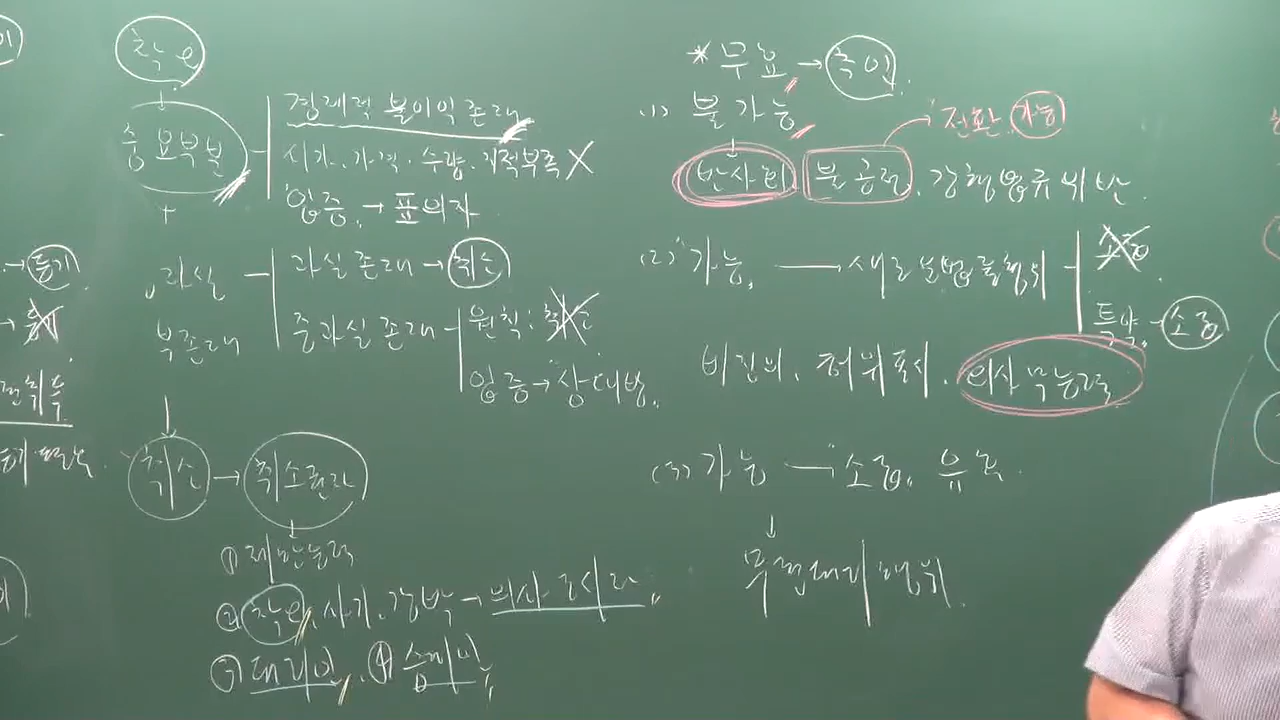 착오
중요부분
경제적 불이익 존재
시가, 가격, 수량, 지적부족 X
입증 → 표의자
+
과실
부존재
과실 존재 → 취소
중과실 존재
원칙: 취소
입증 → 상대방.
취소 → 취소권자
① 제한능력
② 착오, 사기, 강박 → 의사표시자
③ 대리인, ④ 승계인
* 무효 → 추인.
(1) 불가능
전환 가능
반사회 불공정, 강행법규위반
(2) 가능, → 새로운 법률행위
소급
특약, 소급
비진의, 허위표시, 의사무능력
(3) 가능 → 소급, 유효
↓
무권대리행위.
→ 등기